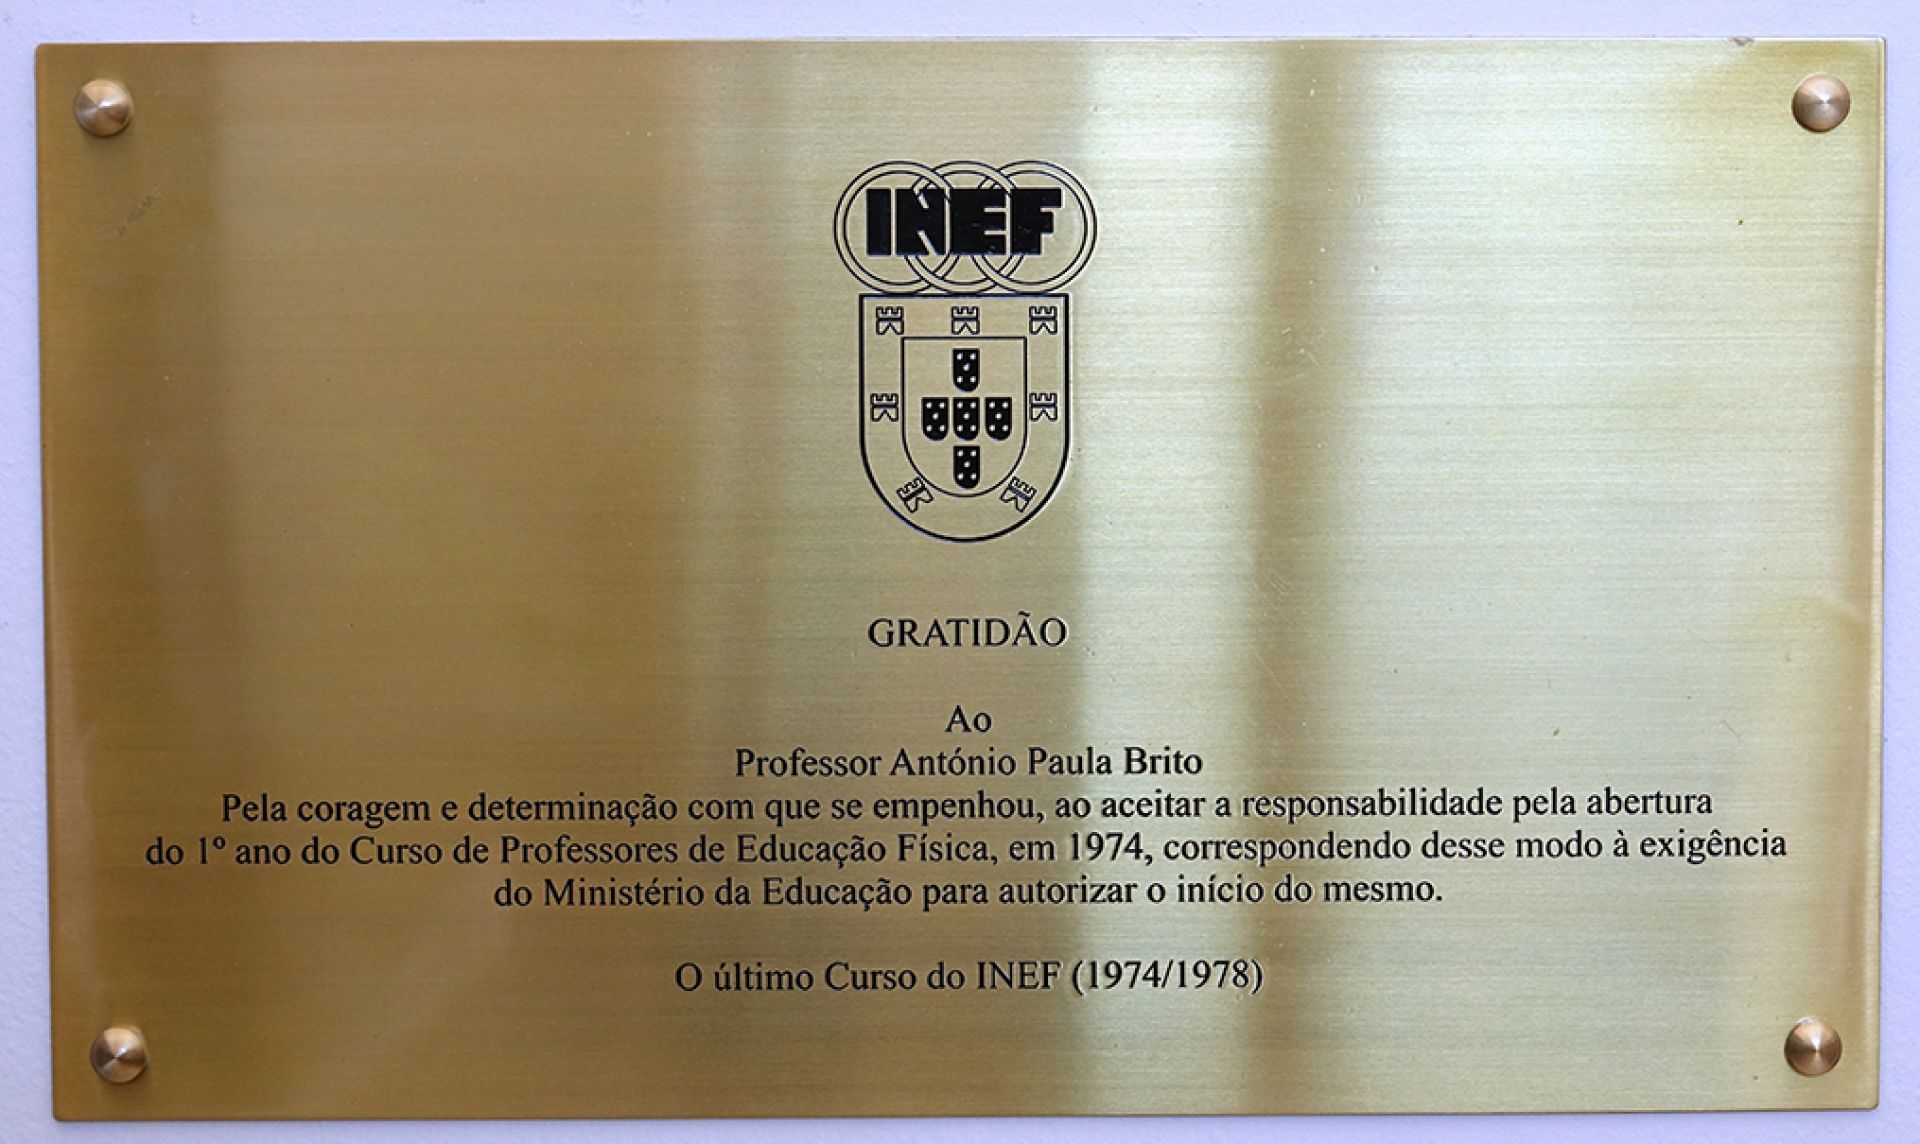 INEF
GRATIDÃO
Ao
Professor António Paula Brito
Pela coragem e determinação com que se empenhou, ao aceitar a responsabilidade pela abertura
do 1º ano do Curso de Professores de Educação Física, em 1974, correspondendo desse modo à exigência
do Ministério da Educação para autorizar o início do mesmo.
O último Curso do INEF (1974/1978)